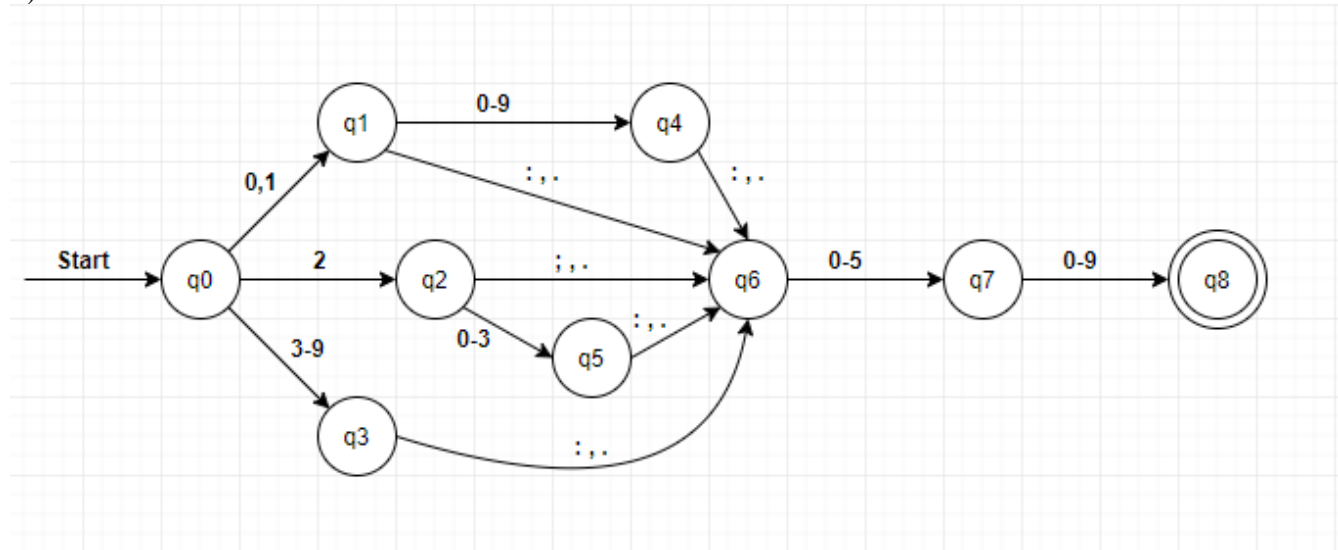 )
0-9
q1
q4
: , .
: , .
0,1
Start
q0
2
q2
; , .
q6
0-5
q7
0-9
q8
3-9
0-3
q5
: , .
q3
: , .